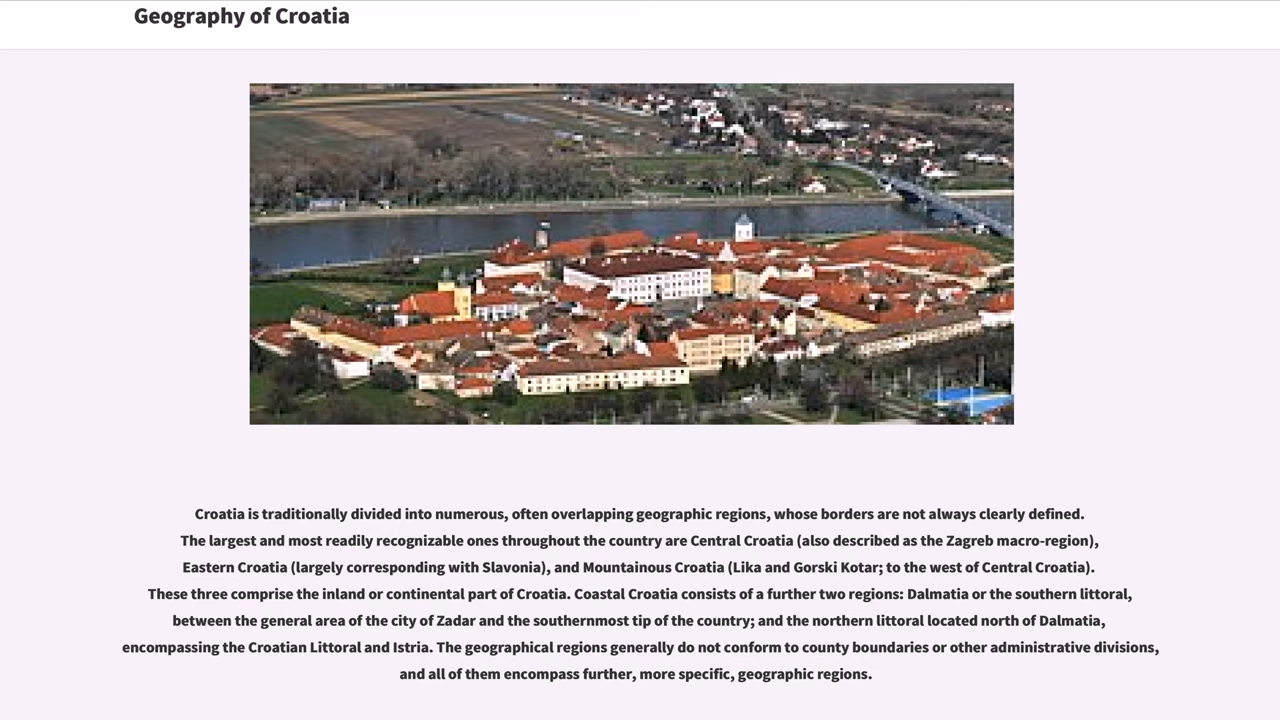 Geography of Croatia
Croatia is traditionally divided into numerous, often overlapping geographic regions, whose borders are not always clearly defined.
The largest and most readily recognizable ones throughout the country are Central Croatia (also described as the Zagreb macro-region),
Eastern Croatia (largely corresponding with Slavonia), and Mountainous Croatia (Lika and Gorski Kotar; to the west of Central Croatia).
These three comprise the inland or continental part of Croatia. Coastal Croatia consists of a further two regions: Dalmatia or the southern littoral,
between the general area of the city of Zadar and the southernmost tip of the country; and the northern littoral located north of Dalmatia,
encompassing the Croatian Littoral and Istria. The geographical regions generally do not conform to county boundaries or other administrative divisions,
and all of them encompass further, more specific, geographic regions.